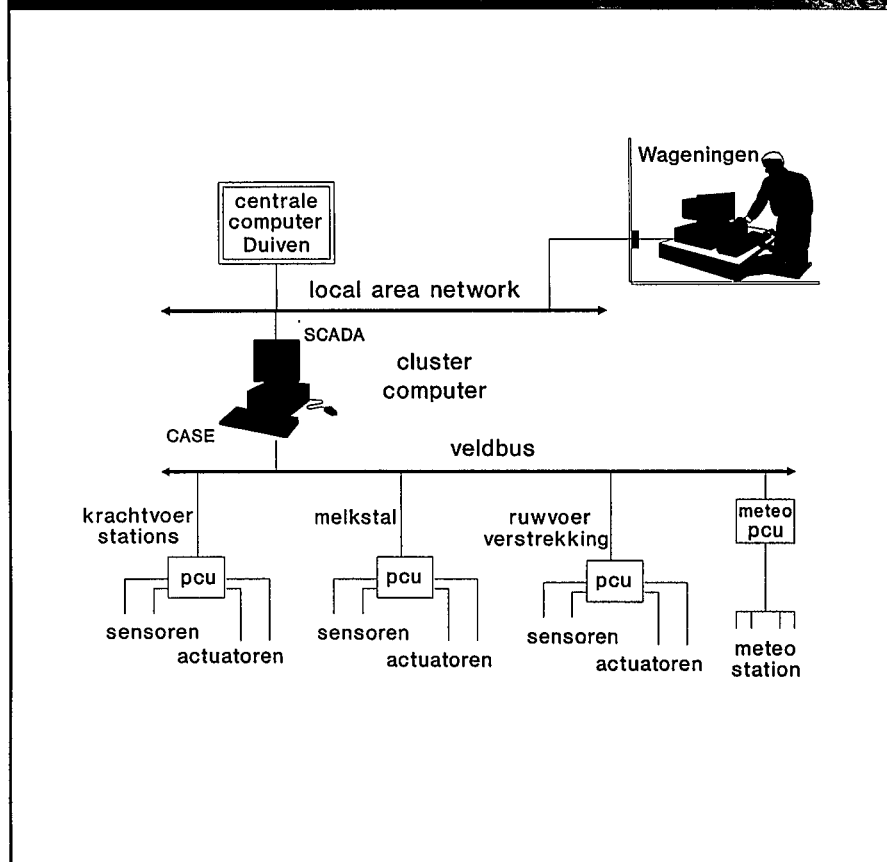 Wageningen
centrale
computer
Duiven
local area network
SCADA
cluster
computer
CASE
veldbus
krachtvoer
stations
melkstal
ruwvoer
verstrekking
meteo
pcu
pcu
pcu
pcu
sensoren
actuatoren
sensoren
actuatoren
sensoren
actuatoren
meteo
station